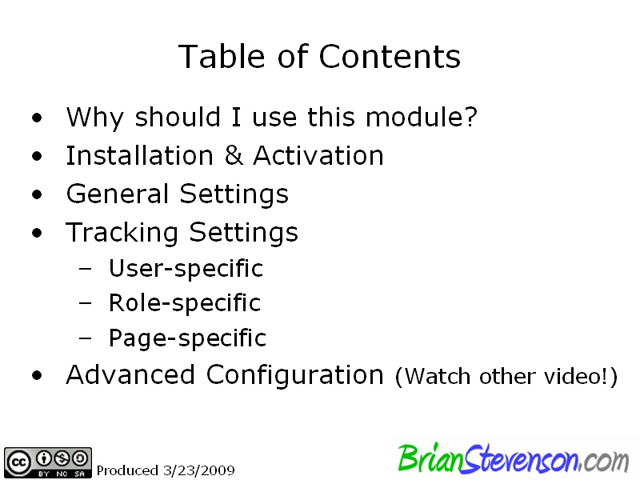 Table of Contents
• Why should I use this module?
• Installation & Activation
• General Settings
• Tracking Settings
– User-specific
– Role-specific
– Page-specific
• Advanced Configuration (Watch other video!)
cc
BY NC SA
Produced 3/23/2009
BrianStevenson.com